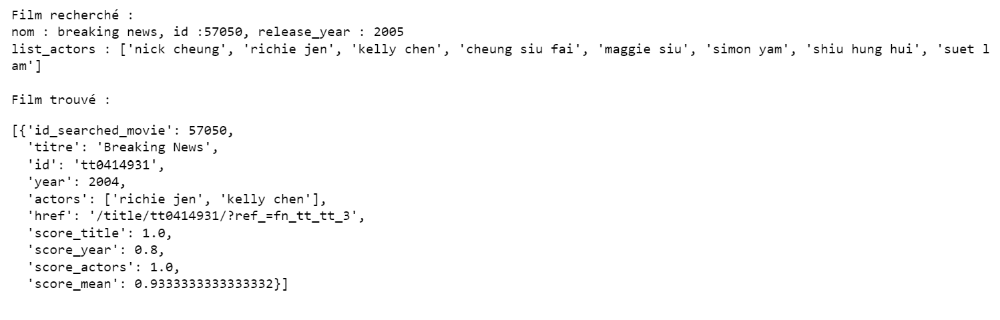 Film recherché :
nom : breaking news, id :57050, release_year : 2005
list_actors : ['nick cheung', 'richie jen', 'kelly chen', 'cheung siu fai', 'maggie siu', 'simon yam', 'shiu hung hui', 'suet l
am']
Film trouvé :
[{'id_searched_movie': 57050,
'titre': 'Breaking News',
'id': 'tt0414931',
'year': 2004,
'actors': ['richie jen', 'kelly chen'],
'href': '/title/tt0414931/?ref_=fn_tt_tt_3',
'score_title': 1.0,
'score_year': 0.8,
'score_actors': 1.0,
'score_mean': 0.9333333333333332}]